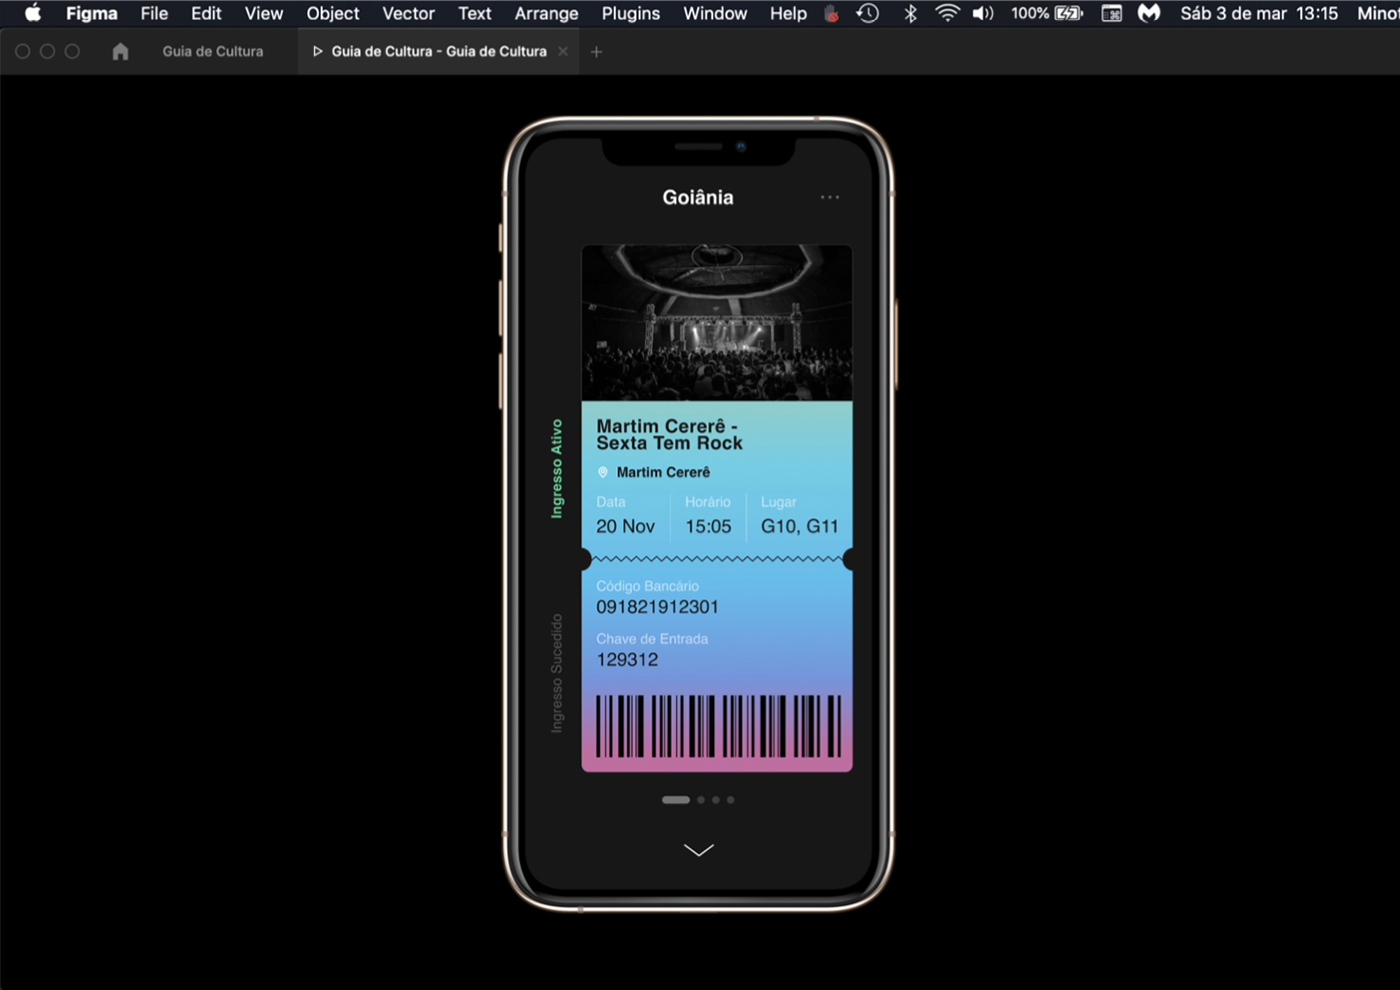 Figma File Edit View Object Vector Text Arrange Plugins Window Help 100% Sáb 3 de mar 13:15
Guia de Cultura
Guia de Cultura - Guia de Cultura
Goiânia
Ingresso Ativo
Ingresso Sucedido
Martim Cererê -
Sexta Tem Rock
Martim Cererê
Data Horário Lugar
20 Nov 15:05 G10, G11
Código Bancário
091821912301
Chave de Entrada
129312